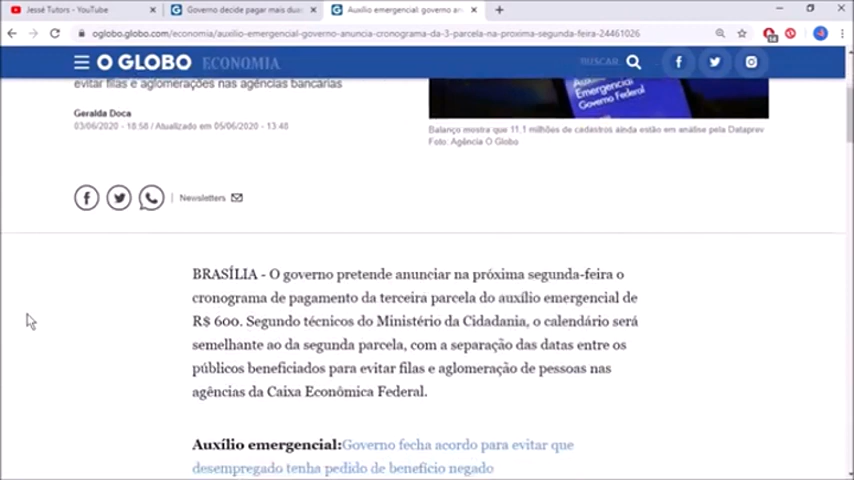 Jessé Tutors - YouTube
Governo decide pagar mais dua
Auxílio emergencial: governo an
oglobo.globo.com/economia/auxilio-emergencial-governo-anuncia-cronograma-da-3-parcela-na-proxima-segunda-feira-24461026
O GLOBO ECONOMIA BUSCAR
evitar filas e aglomerações nas agências bancárias
Auxílio
Emergencial
Governo Federal
Geralda Doca
03/06/2020 - 18:58 / Atualizado em 05/06/2020 - 13:48
Balanço mostra que 11,1 milhões de cadastros ainda estão em análise pela Dataprev
Foto: Agência O Globo
Newsletters
BRASÍLIA - O governo pretende anunciar na próxima segunda-feira o
cronograma de pagamento da terceira parcela do auxílio emergencial de
R$ 600. Segundo técnicos do Ministério da Cidadania, o calendário será
semelhante ao da segunda parcela, com a separação das datas entre os
públicos beneficiados para evitar filas e aglomeração de pessoas nas
agências da Caixa Econômica Federal.
Auxílio emergencial:Governo fecha acordo para evitar que
desempregado tenha pedido de benefício negado